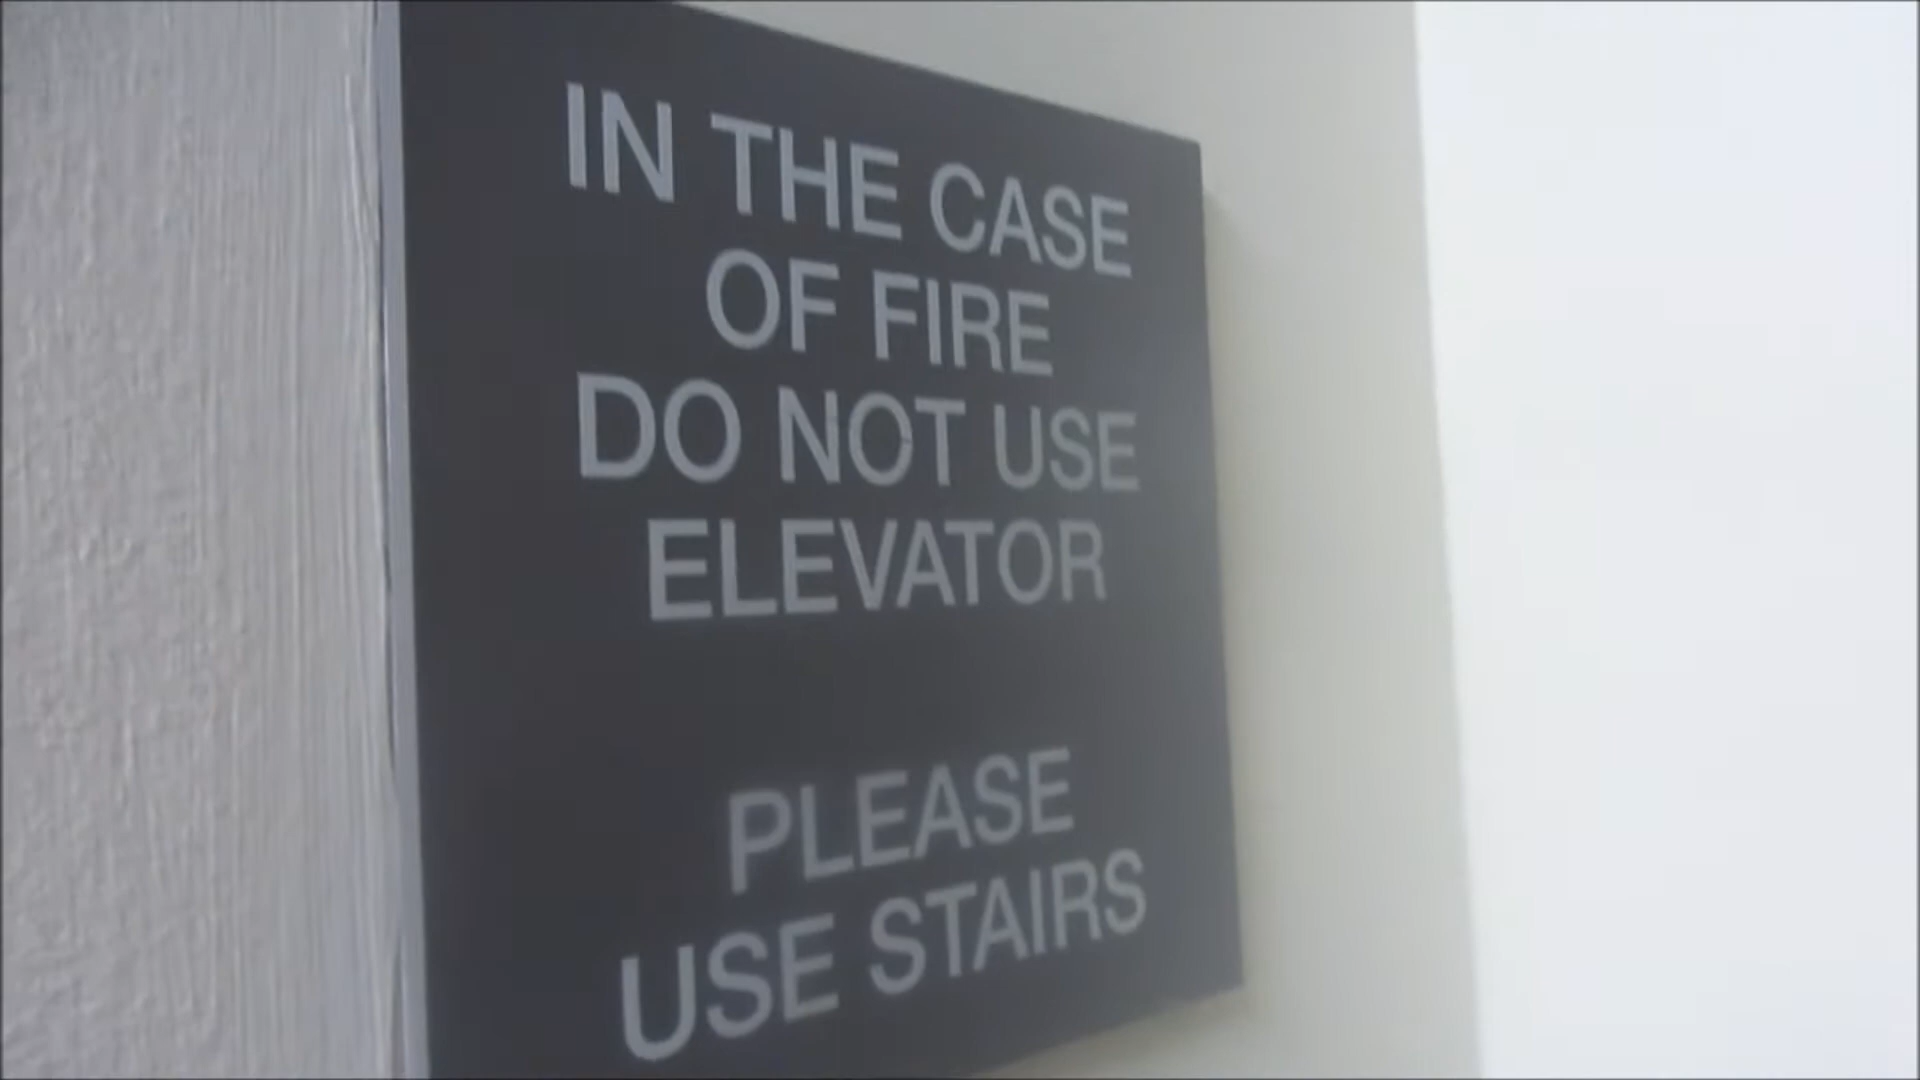 IN THE CASE
OF FIRE
DO NOT USE
ELEVATOR
PLEASE
USE STAIRS